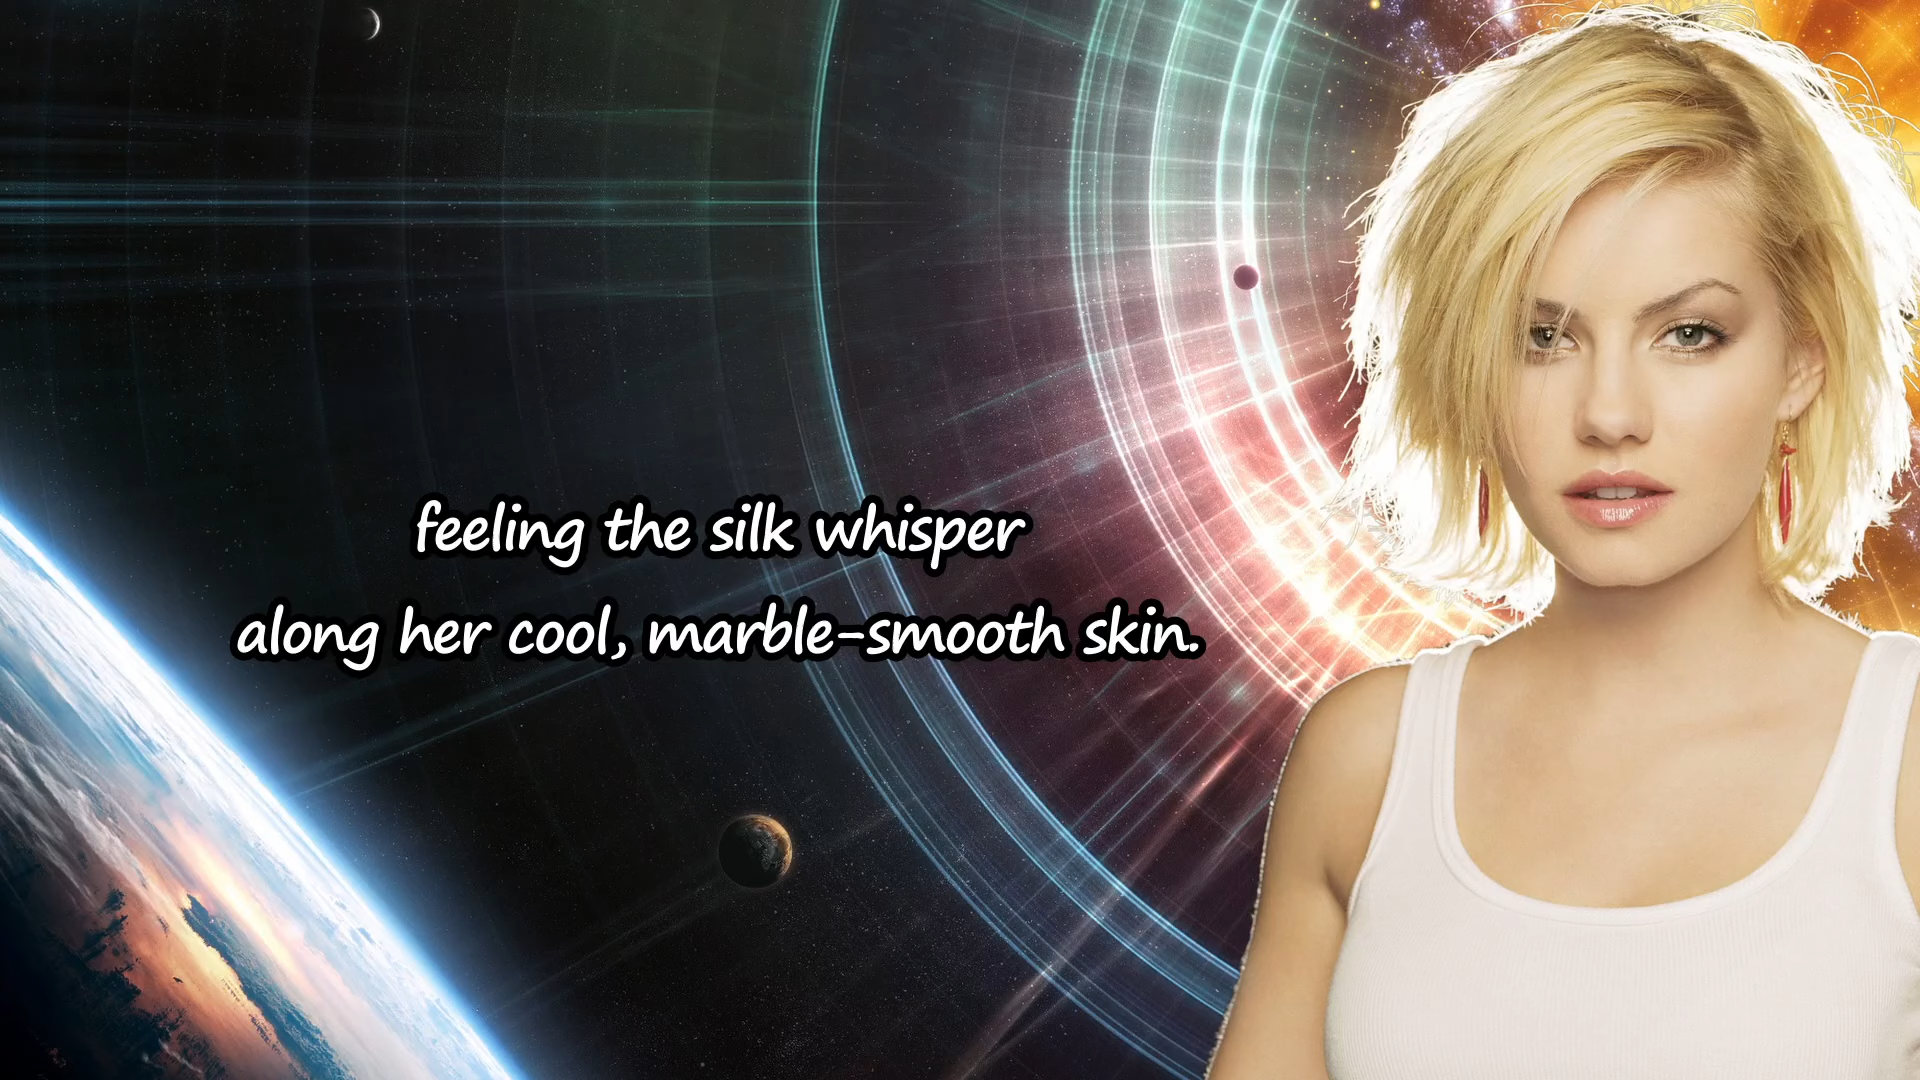 feeling the silk whisper
along her cool, marble-smooth skin.